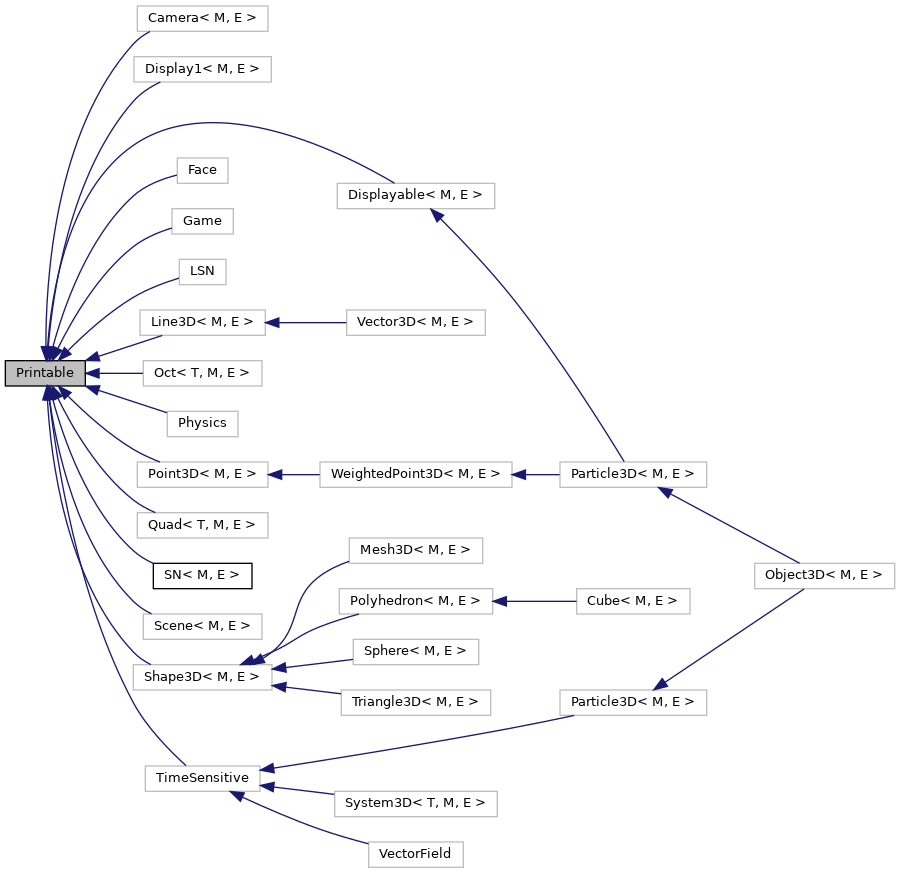 Camera< M, E >
Display1< M, E >
Face
Displayable< M, E >
Game
LSN
Line3D< M, E >
Vector3D< M, E >
Printable
Oct< T, M, E >
Physics
Point3D< M, E >
WeightedPoint3D< M, E >
Particle3D< M, E >
Quad< T, M, E >
Mesh3D< M, E >
SN< M, E >
Object3D< M, E >
Polyhedron< M, E >
Cube< M, E >
Scene< M, E >
Sphere< M, E >
Shape3D< M, E >
Triangle3D< M, E >
Particle3D< M, E >
TimeSensitive
System3D< T, M, E >
VectorField